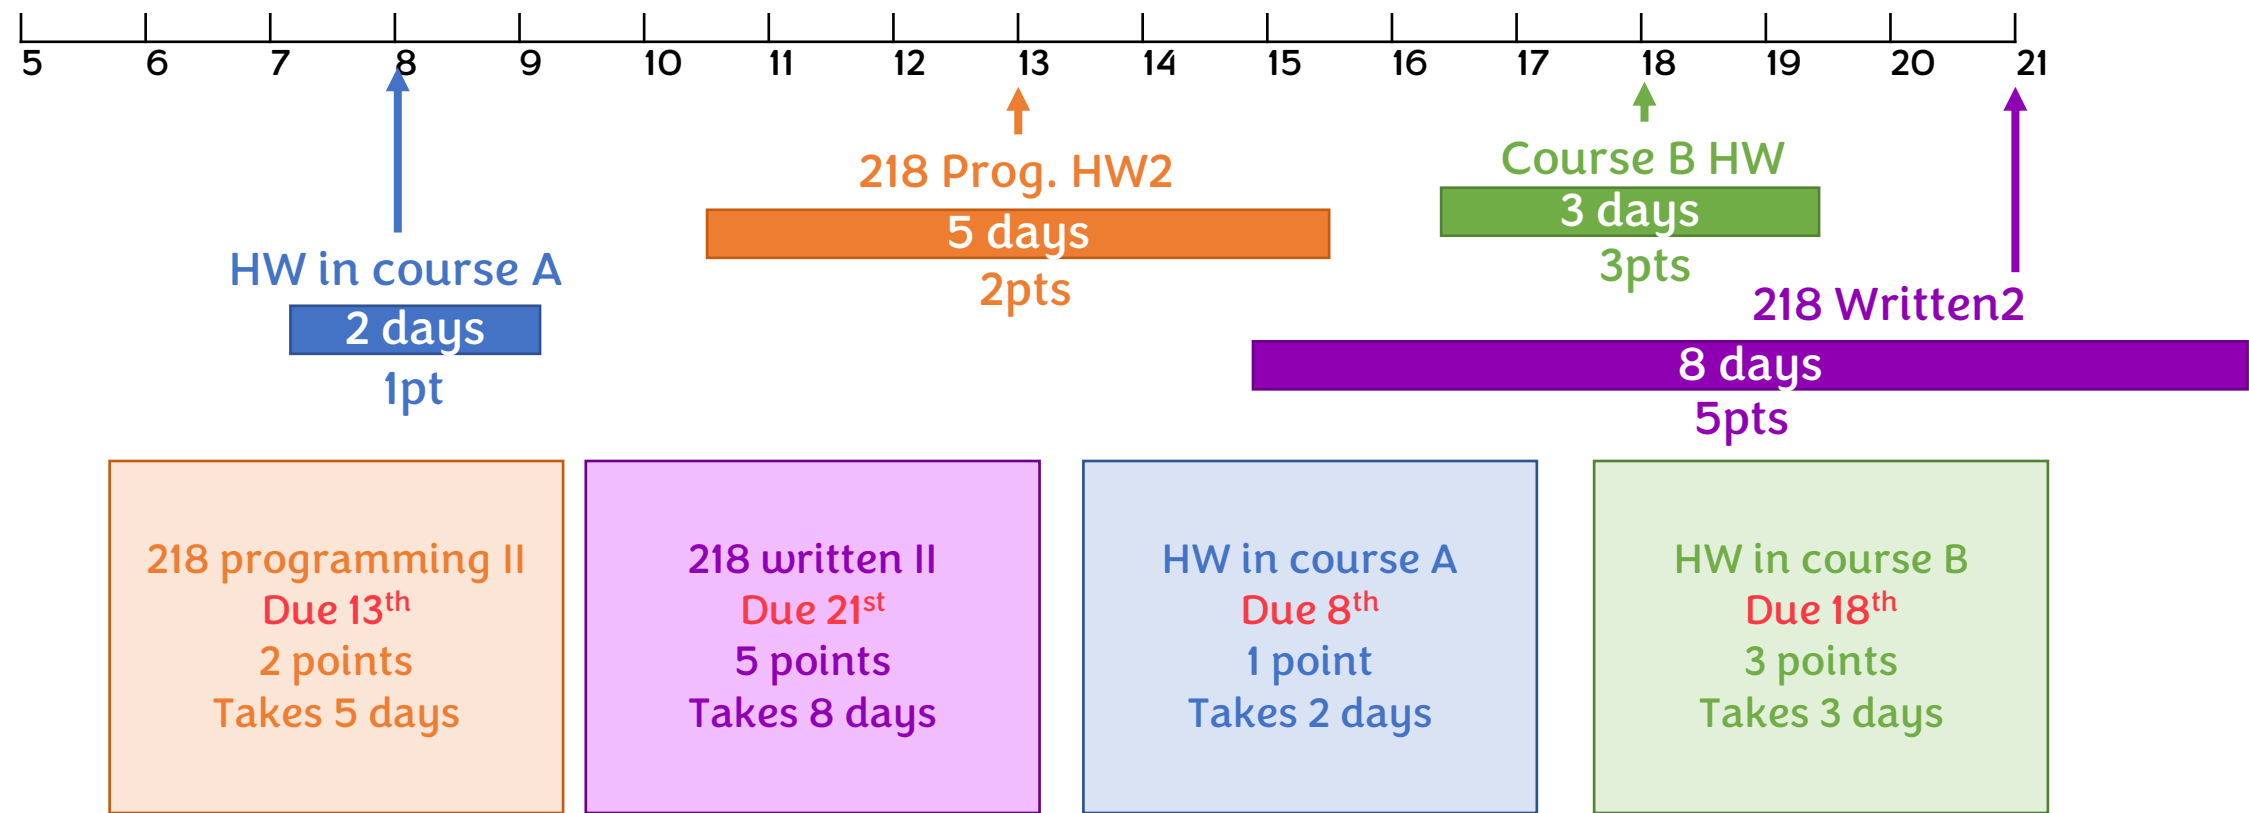 5 6 7 8 9 10 11 12 13 14 15 16 17 18 19 20 21
HW in course A
2 days
1pt
218 Prog. HW2
5 days
2pts
Course B HW
3 days
3pts
218 Written2
8 days
5pts
218 programming II
Due 13th
2 points
Takes 5 days
218 written II
Due 21st
5 points
Takes 8 days
HW in course A
Due 8th
1 point
Takes 2 days
HW in course B
Due 18th
3 points
Takes 3 days